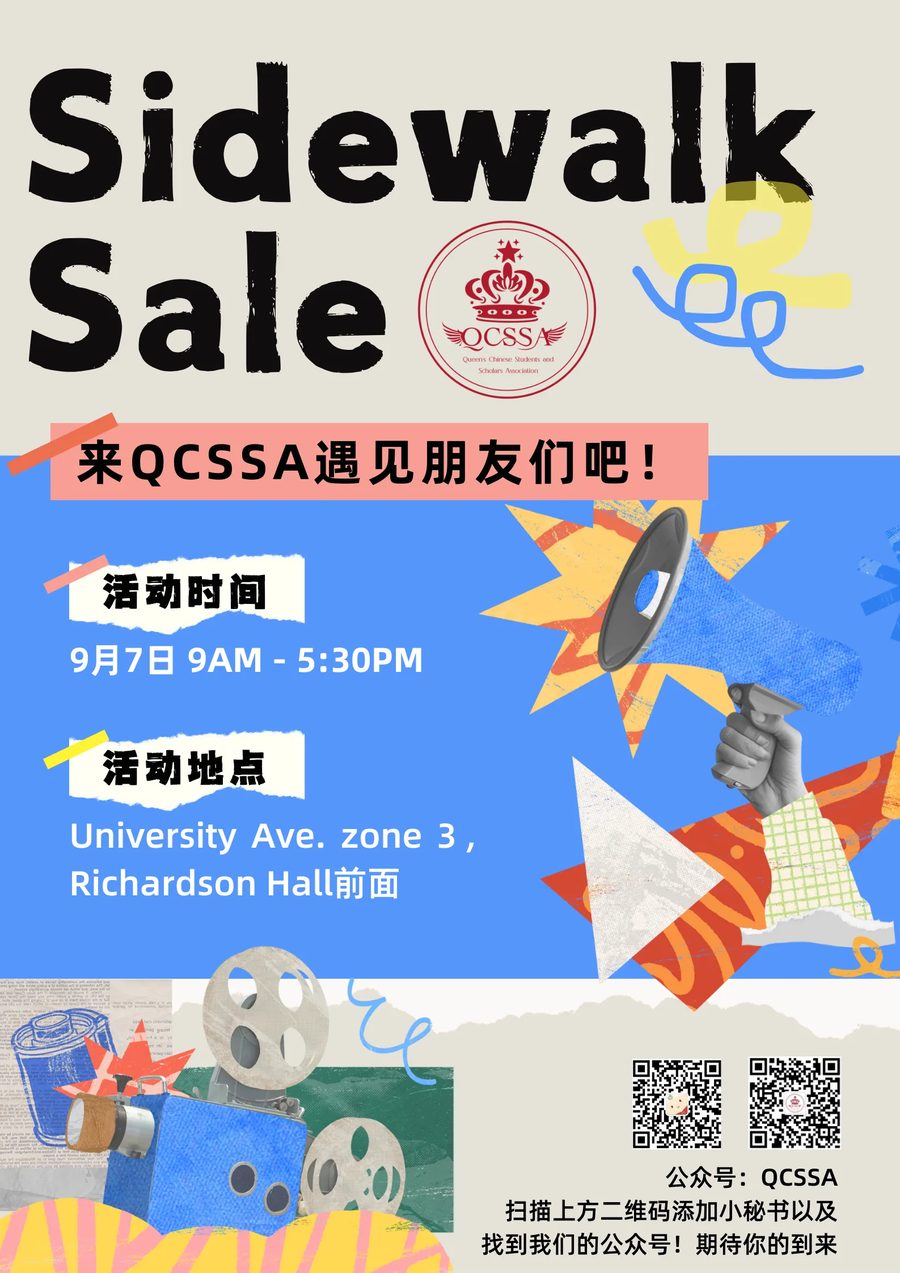 Sidewalk
Sale
QCSSA
Queen's Chinese Students and
Scholars Association
来QCSSA遇见朋友们吧！
活动时间
9月7日 9AM - 5:30PM
活动地点
University Ave. zone 3 ,
Richardson Hall前面
公众号：QCSSA
扫描上方二维码添加小秘书以及
找到我们的公众号！期待你的到来